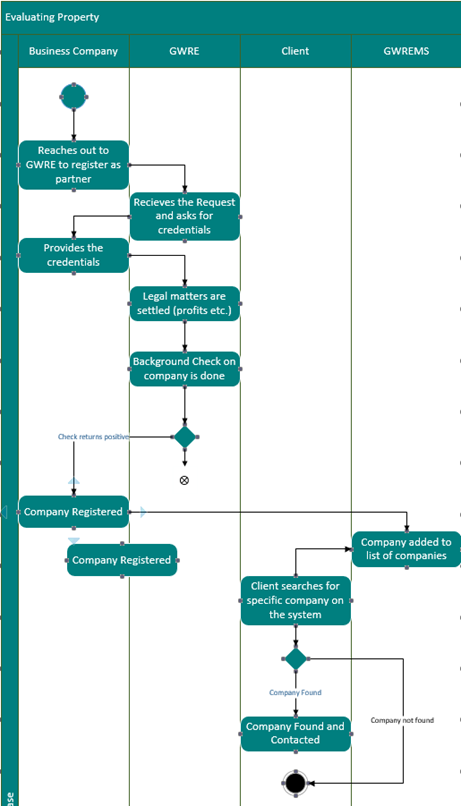 Evaluating Property
Business Company
GWRE
Client
GWREMS
Reaches out to
GWRE to register as
partner
Recieves the Request
and asks for
credentials
Provides the
credentials
Legal matters are
settled (profits etc.)
Background Check on
company is done
Check returns positive
Company Registered
Company added to
list of companies
Company Registered
Client searches for
specific company on
the system
Company Found
Company not found
Company Found and
Contacted
ase